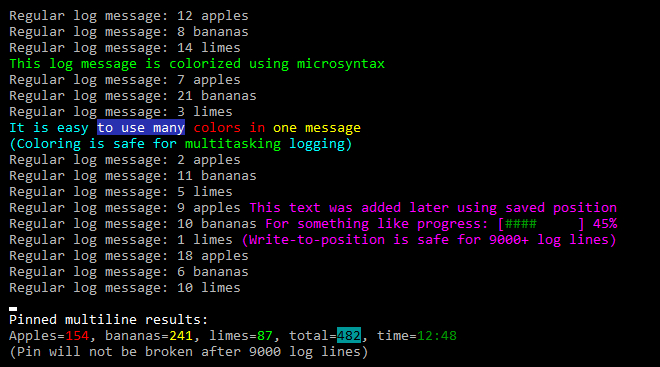 Regular log message: 12 apples
Regular log message: 8 bananas
Regular log message: 14 limes
This log message is colorized using microsyntax
Regular log message: 7 apples
Regular log message: 21 bananas
Regular log message: 3 limes
It is easy to use many colors in one message
(Coloring is safe for multitasking logging)
Regular log message: 2 apples
Regular log message: 11 bananas
Regular log message: 5 limes
Regular log message: 9 apples This text was added later using saved position
Regular log message: 10 bananas For something like progress: [####     ] 45%
Regular log message: 1 limes (Write-to-position is safe for 9000+ log lines)
Regular log message: 18 apples
Regular log message: 6 bananas
Regular log message: 10 limes
Pinned multiline results:
Apples=154, bananas=241, limes=87, total=482, time=12:48
(Pin will not be broken after 9000 log lines)